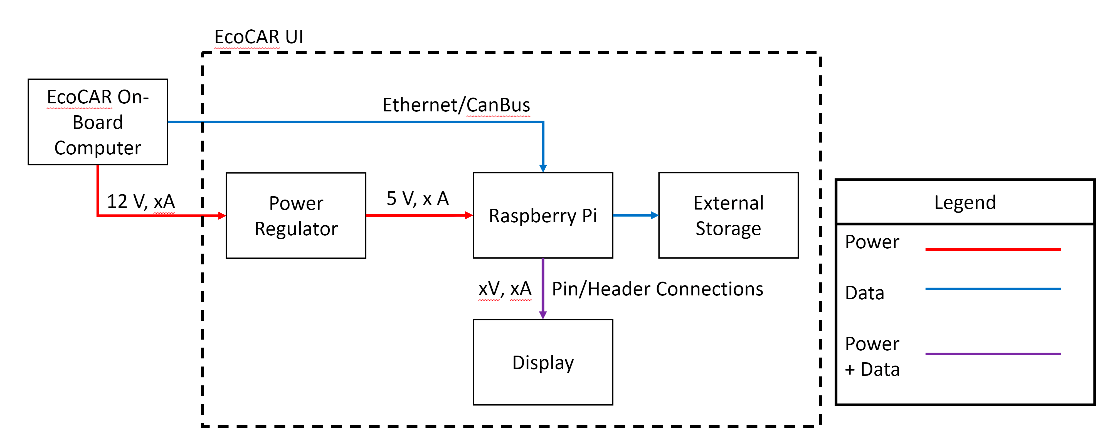 EcoCAR UI
EcoCAR On-
Board
Computer
Ethernet/CanBus
12 V, xA
Power
Regulator
5 V, x A
Raspberry Pi
External
Storage
xV, xA
Pin/Header Connections
Display
Legend
Power
Data
Power
+ Data